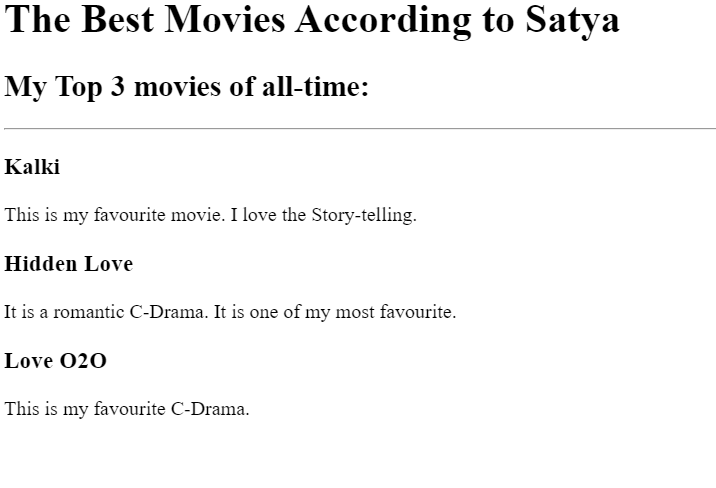 The Best Movies According to Satya
My Top 3 movies of all-time:
Kalki
This is my favourite movie. I love the Story-telling.
Hidden Love
It is a romantic C-Drama. It is one of my most favourite.
Love O2O
This is my favourite C-Drama.